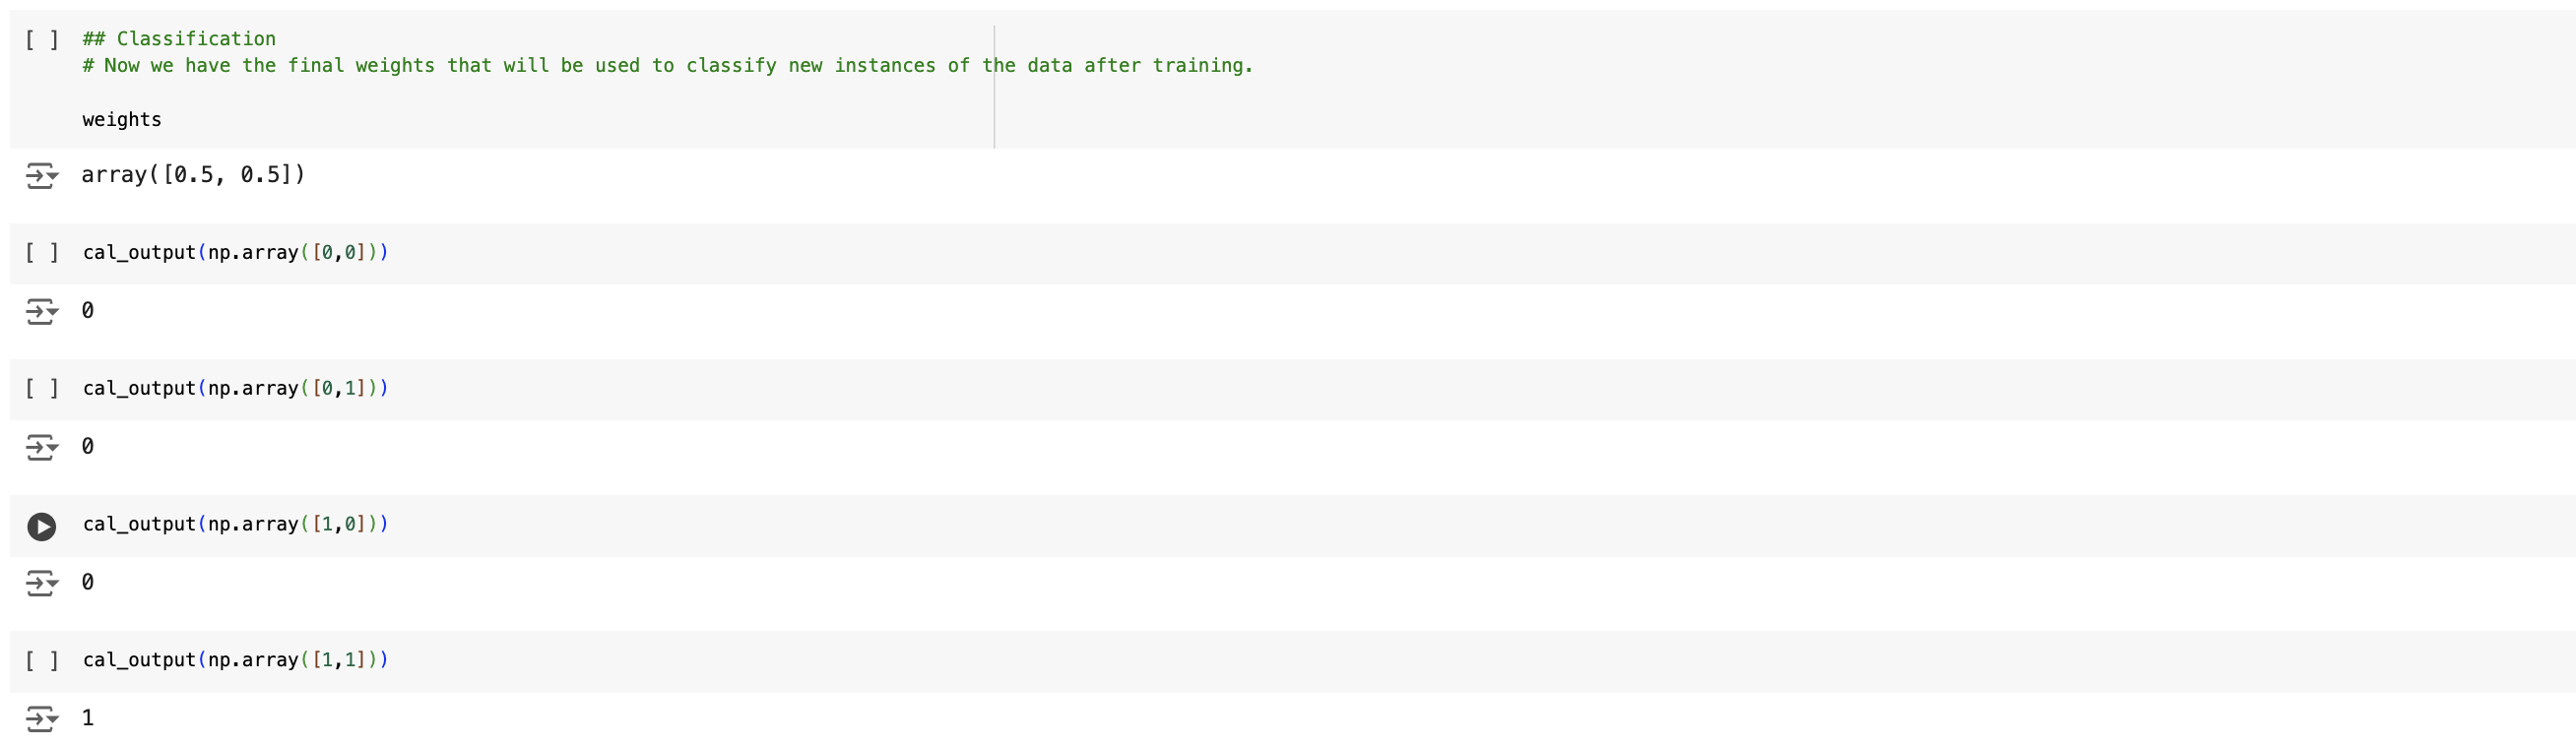 [ ] ## Classification
# Now we have the final weights that will be used to classify new instances of the data after training.
weights
array([0.5, 0.5])
[ ] cal_output(np.array([0,0]))
0
[ ] cal_output(np.array([0,1]))
0
cal_output(np.array([1,0]))
0
[ ] cal_output(np.array([1,1]))
1